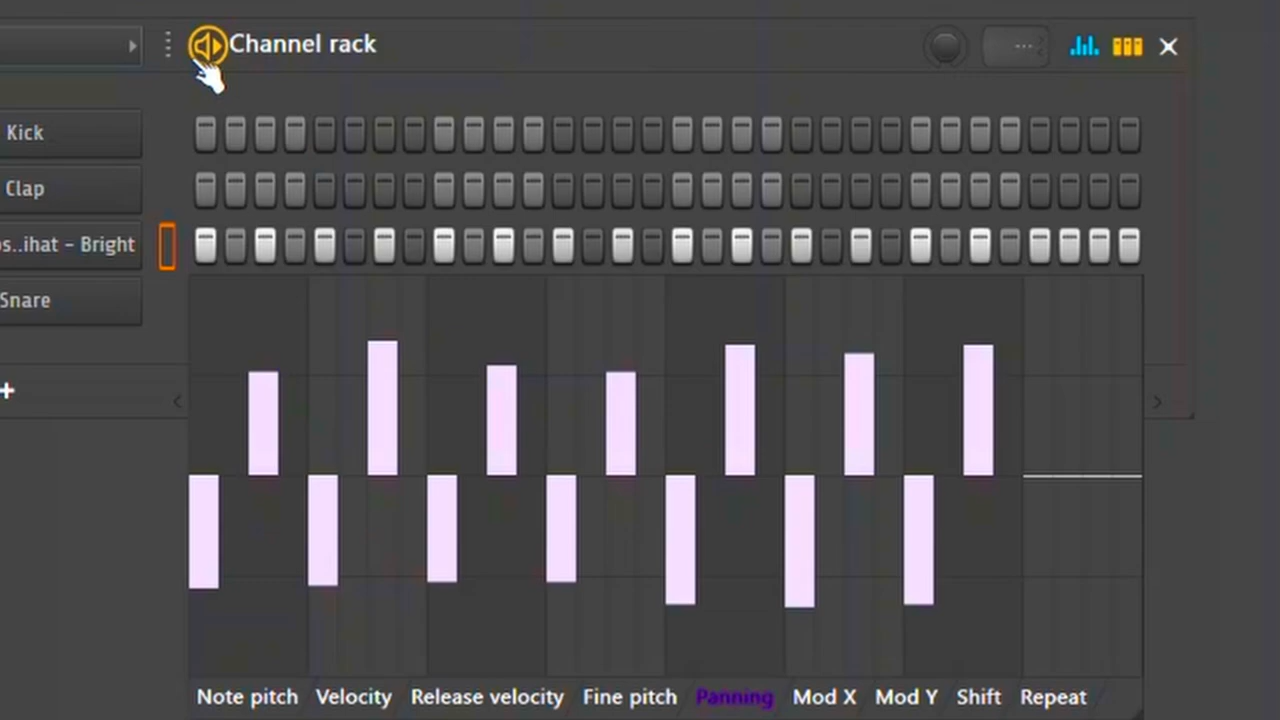 Channel rack
Kick
Clap
s..ihat - Bright
Snare
+
Note pitch Velocity Release velocity Fine pitch Panning Mod X Mod Y Shift Repeat